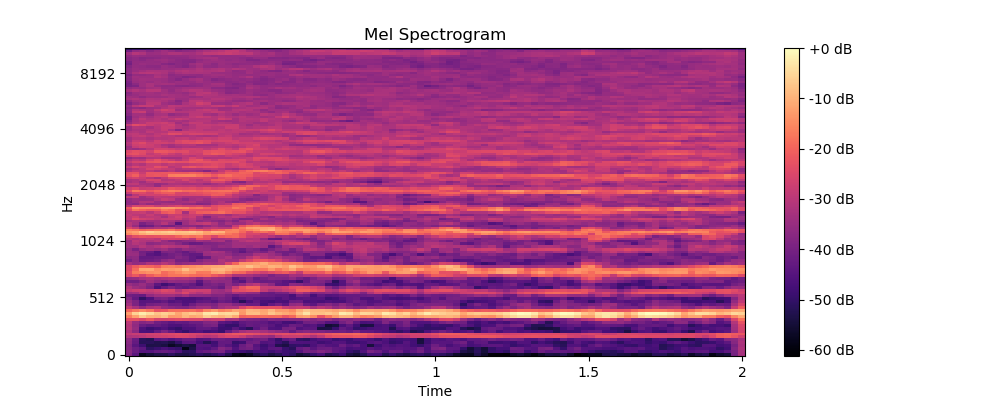 Mel Spectrogram
Hz
8192
4096
2048
1024
512
0
0
0.5
1
1.5
2
Time
+0 dB
-10 dB
-20 dB
-30 dB
-40 dB
-50 dB
-60 dB